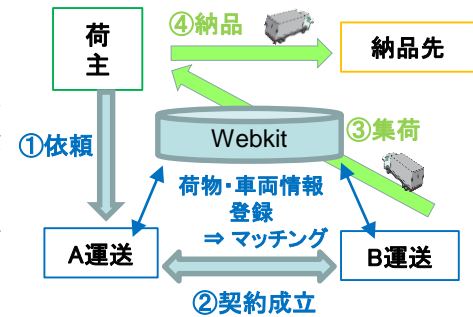 荷主
④納品
納品先
①依頼
Webkit
③集荷
荷物・車両情報
登録
⇒ マッチング
A運送
B運送
②契約成立